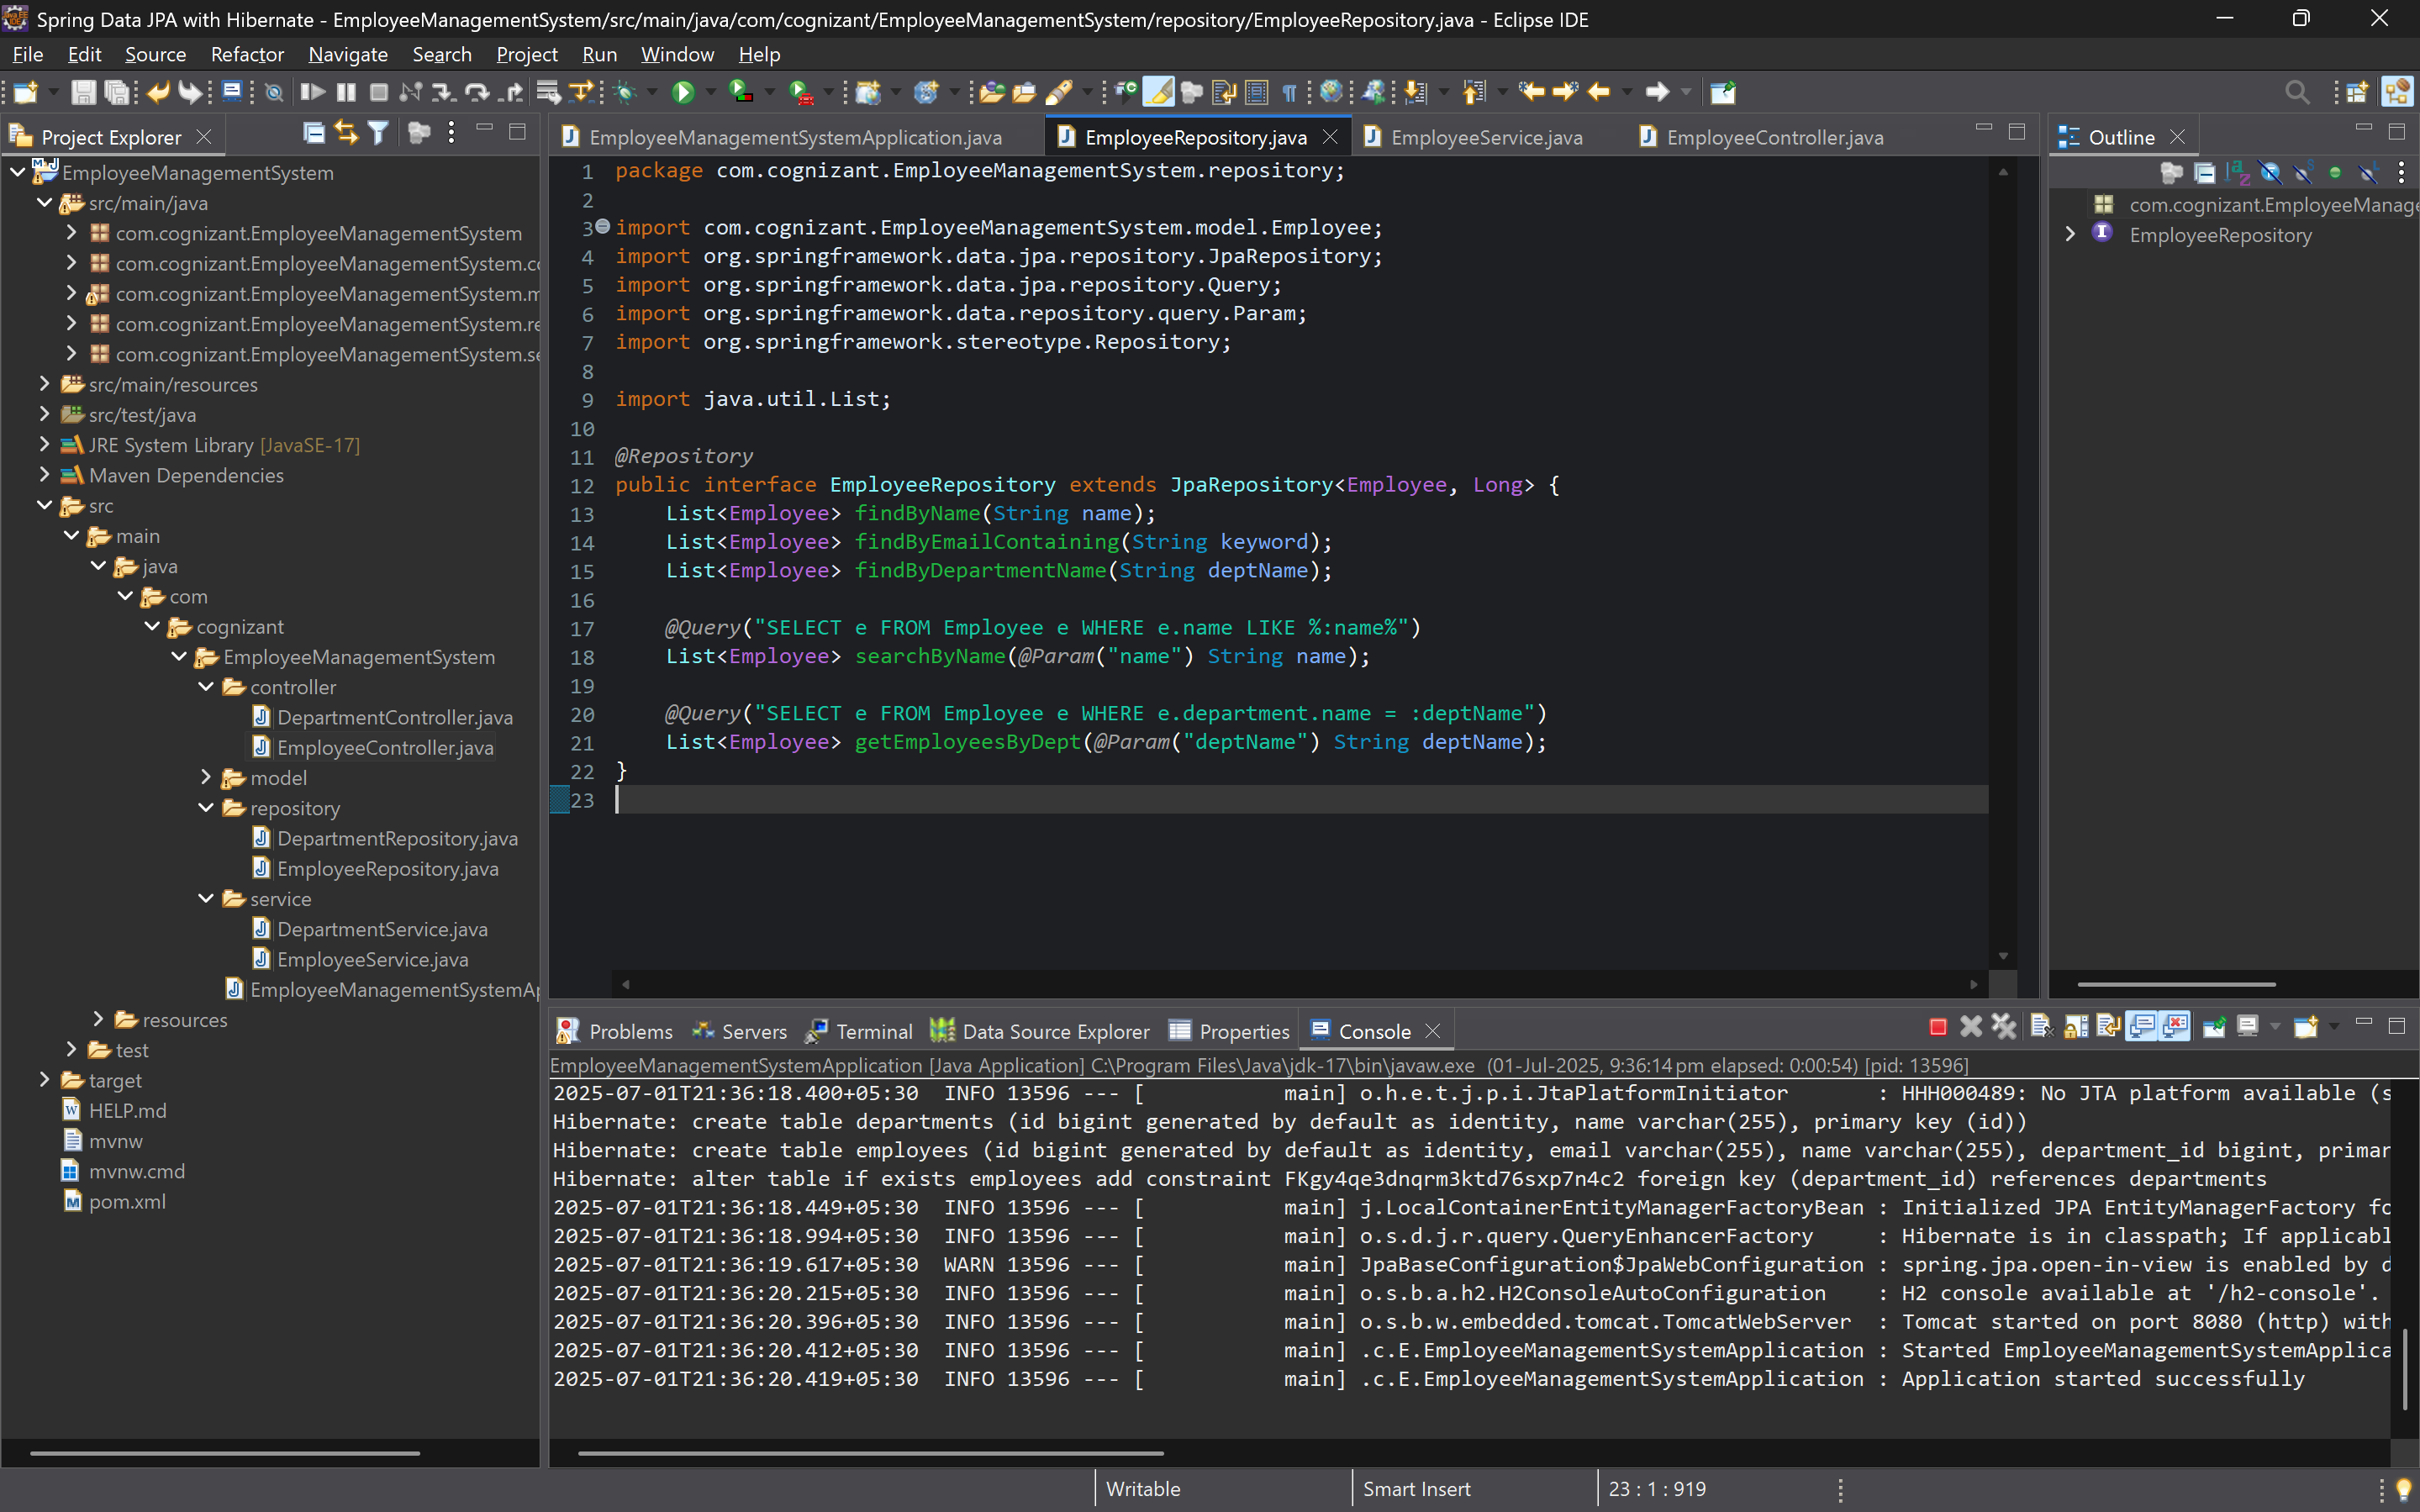 Spring Data JPA with Hibernate - EmployeeManagementSystem/src/main/java/com/cognizant/EmployeeManagementSystem/repository/EmployeeRepository.java - Eclipse IDE
File Edit Source Refactor Navigate Search Project Run Window Help
Project Explorer
EmployeeManagementSystem
src/main/java
com.cognizant.EmployeeManagementSystem
com.cognizant.EmployeeManagementSystem.co
com.cognizant.EmployeeManagementSystem.m
com.cognizant.EmployeeManagementSystem.re
com.cognizant.EmployeeManagementSystem.se
src/main/resources
src/test/java
JRE System Library [JavaSE-17]
Maven Dependencies
src
main
java
com
cognizant
EmployeeManagementSystem
controller
DepartmentController.java
EmployeeController.java
model
repository
DepartmentRepository.java
EmployeeRepository.java
service
DepartmentService.java
EmployeeService.java
EmployeeManagementSystemAp
resources
test
target
HELP.md
mvnw
mvnw.cmd
pom.xml
EmployeeManagementSystemApplication.java EmployeeRepository.java EmployeeService.java EmployeeController.java
1 package com.cognizant.EmployeeManagementSystem.repository;
2
3 import com.cognizant.EmployeeManagementSystem.model.Employee;
4 import org.springframework.data.jpa.repository.JpaRepository;
5 import org.springframework.data.jpa.repository.Query;
6 import org.springframework.data.repository.query.Param;
7 import org.springframework.stereotype.Repository;
8
9 import java.util.List;
10
11 @Repository
12 public interface EmployeeRepository extends JpaRepository<Employee, Long> {
13 List<Employee> findByName(String name);
14 List<Employee> findByEmailContaining(String keyword);
15 List<Employee> findByDepartmentName(String deptName);
16
17 @Query("SELECT e FROM Employee e WHERE e.name LIKE %:name%")
18 List<Employee> searchByName(@Param("name") String name);
19
20 @Query("SELECT e FROM Employee e WHERE e.department.name = :deptName")
21 List<Employee> getEmployeesByDept(@Param("deptName") String deptName);
22 }
23
Outline
com.cognizant.EmployeeManage
EmployeeRepository
Problems Servers Terminal Data Source Explorer Properties Console
EmployeeManagementSystemApplication [Java Application] C:\Program Files\Java\jdk-17\bin\javaw.exe (01-Jul-2025, 9:36:14 pm elapsed: 0:00:54) [pid: 13596]
2025-07-01T21:36:18.400+05:30 INFO 13596 --- [ main] o.h.e.t.j.p.i.JtaPlatformInitiator : HHH000489: No JTA platform available (s
Hibernate: create table departments (id bigint generated by default as identity, name varchar(255), primary key (id))
Hibernate: create table employees (id bigint generated by default as identity, email varchar(255), name varchar(255), department_id bigint, primar
Hibernate: alter table if exists employees add constraint FKgy4qe3dnqrm3ktd76sxp7n4c2 foreign key (department_id) references departments
2025-07-01T21:36:18.449+05:30 INFO 13596 --- [ main] j.LocalContainerEntityManagerFactoryBean : Initialized JPA EntityManagerFactory fo
2025-07-01T21:36:18.994+05:30 INFO 13596 --- [ main] o.s.d.j.r.query.QueryEnhancerFactory : Hibernate is in classpath; If applicabl
2025-07-01T21:36:19.617+05:30 WARN 13596 --- [ main] JpaBaseConfiguration$JpaWebConfiguration : spring.jpa.open-in-view is enabled by d
2025-07-01T21:36:20.215+05:30 INFO 13596 --- [ main] o.s.b.a.h2.H2ConsoleAutoConfiguration : H2 console available at '/h2-console'.
2025-07-01T21:36:20.396+05:30 INFO 13596 --- [ main] o.s.b.w.embedded.tomcat.TomcatWebServer : Tomcat started on port 8080 (http) with
2025-07-01T21:36:20.412+05:30 INFO 13596 --- [ main] .c.E.EmployeeManagementSystemApplication : Started EmployeeManagementSystemApplica
2025-07-01T21:36:20.419+05:30 INFO 13596 --- [ main] .c.E.EmployeeManagementSystemApplication : Application started successfully
Writable Smart Insert 23 : 1 : 919